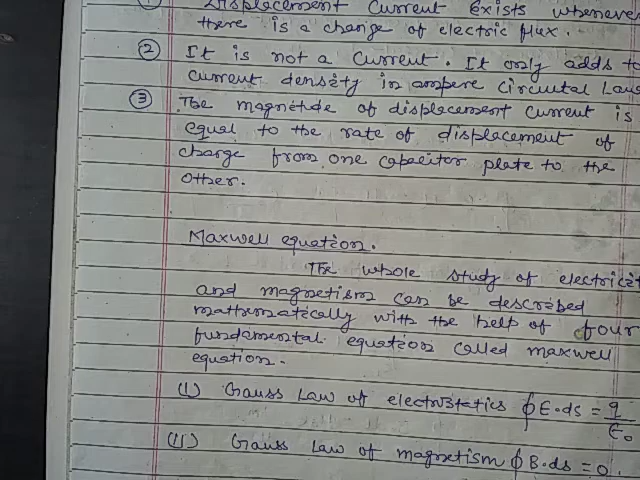 ① Displacement Current Exists whenever
there is a change of electric flux.
② It is not a current. It only adds to
current density in ampere circuital Law
③ The magnetude of displacement current is
equal to the rate of displacement of
charge from one capacitor plate to the
other.
Maxwell equation.
The whole study of electricit
and magnetism can be described
mathematically with the help of four
fundamental equation called maxwell
equation.
(I) Gauss Law of electrostatics ∮E.ds = q/ε₀
(II) Gauss Law of magnetism ∮B.ds = 0.